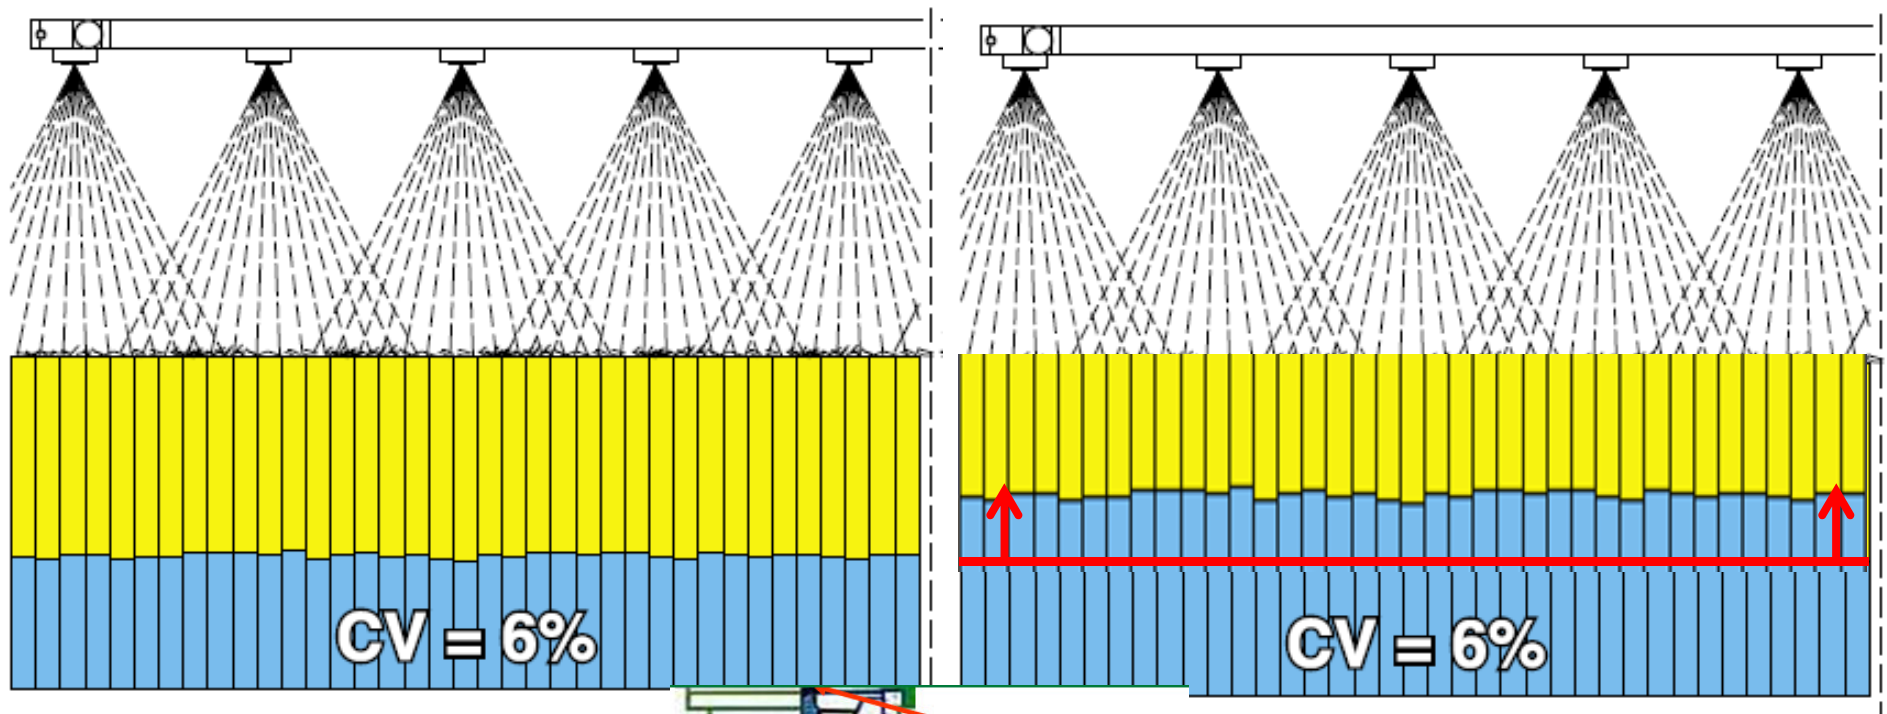 CV = 6%
CV = 6%